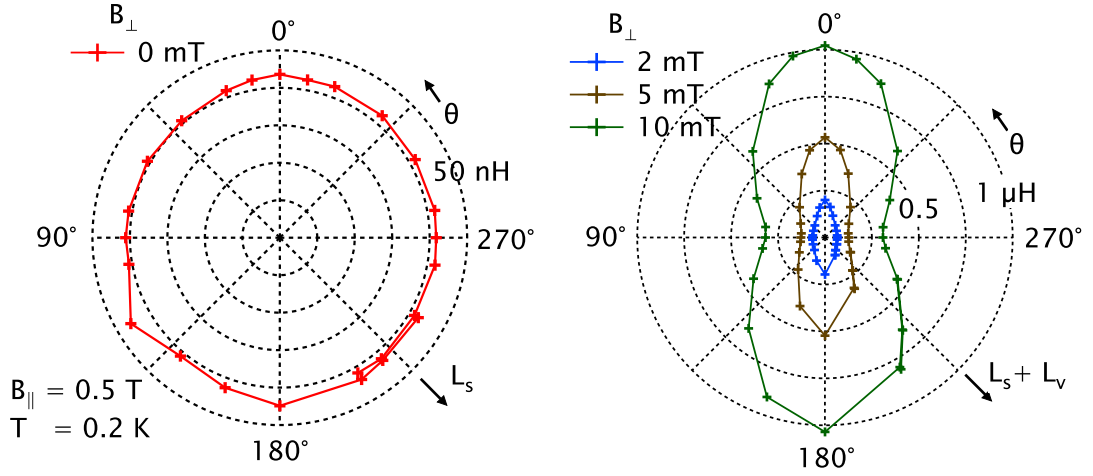 B⊥
0 mT
0°
θ
50 nH
90°
270°
Ls
B∥ = 0.5 T
T = 0.2 K
180°
B⊥
2 mT
5 mT
10 mT
0°
θ
1 µH
0.5
90°
270°
Ls + Lv
180°